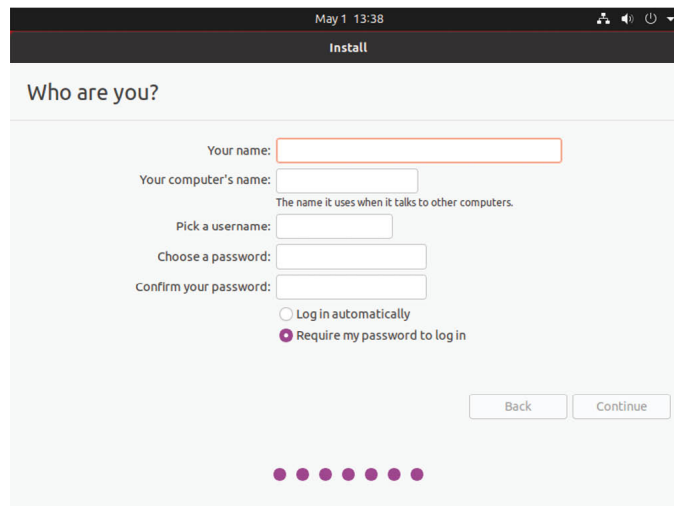 May 1 13:38
Install
Who are you?
Your name:
Your computer's name:
The name it uses when it talks to other computers.
Pick a username:
Choose a password:
Confirm your password:
Log in automatically
Require my password to log in
Back Continue